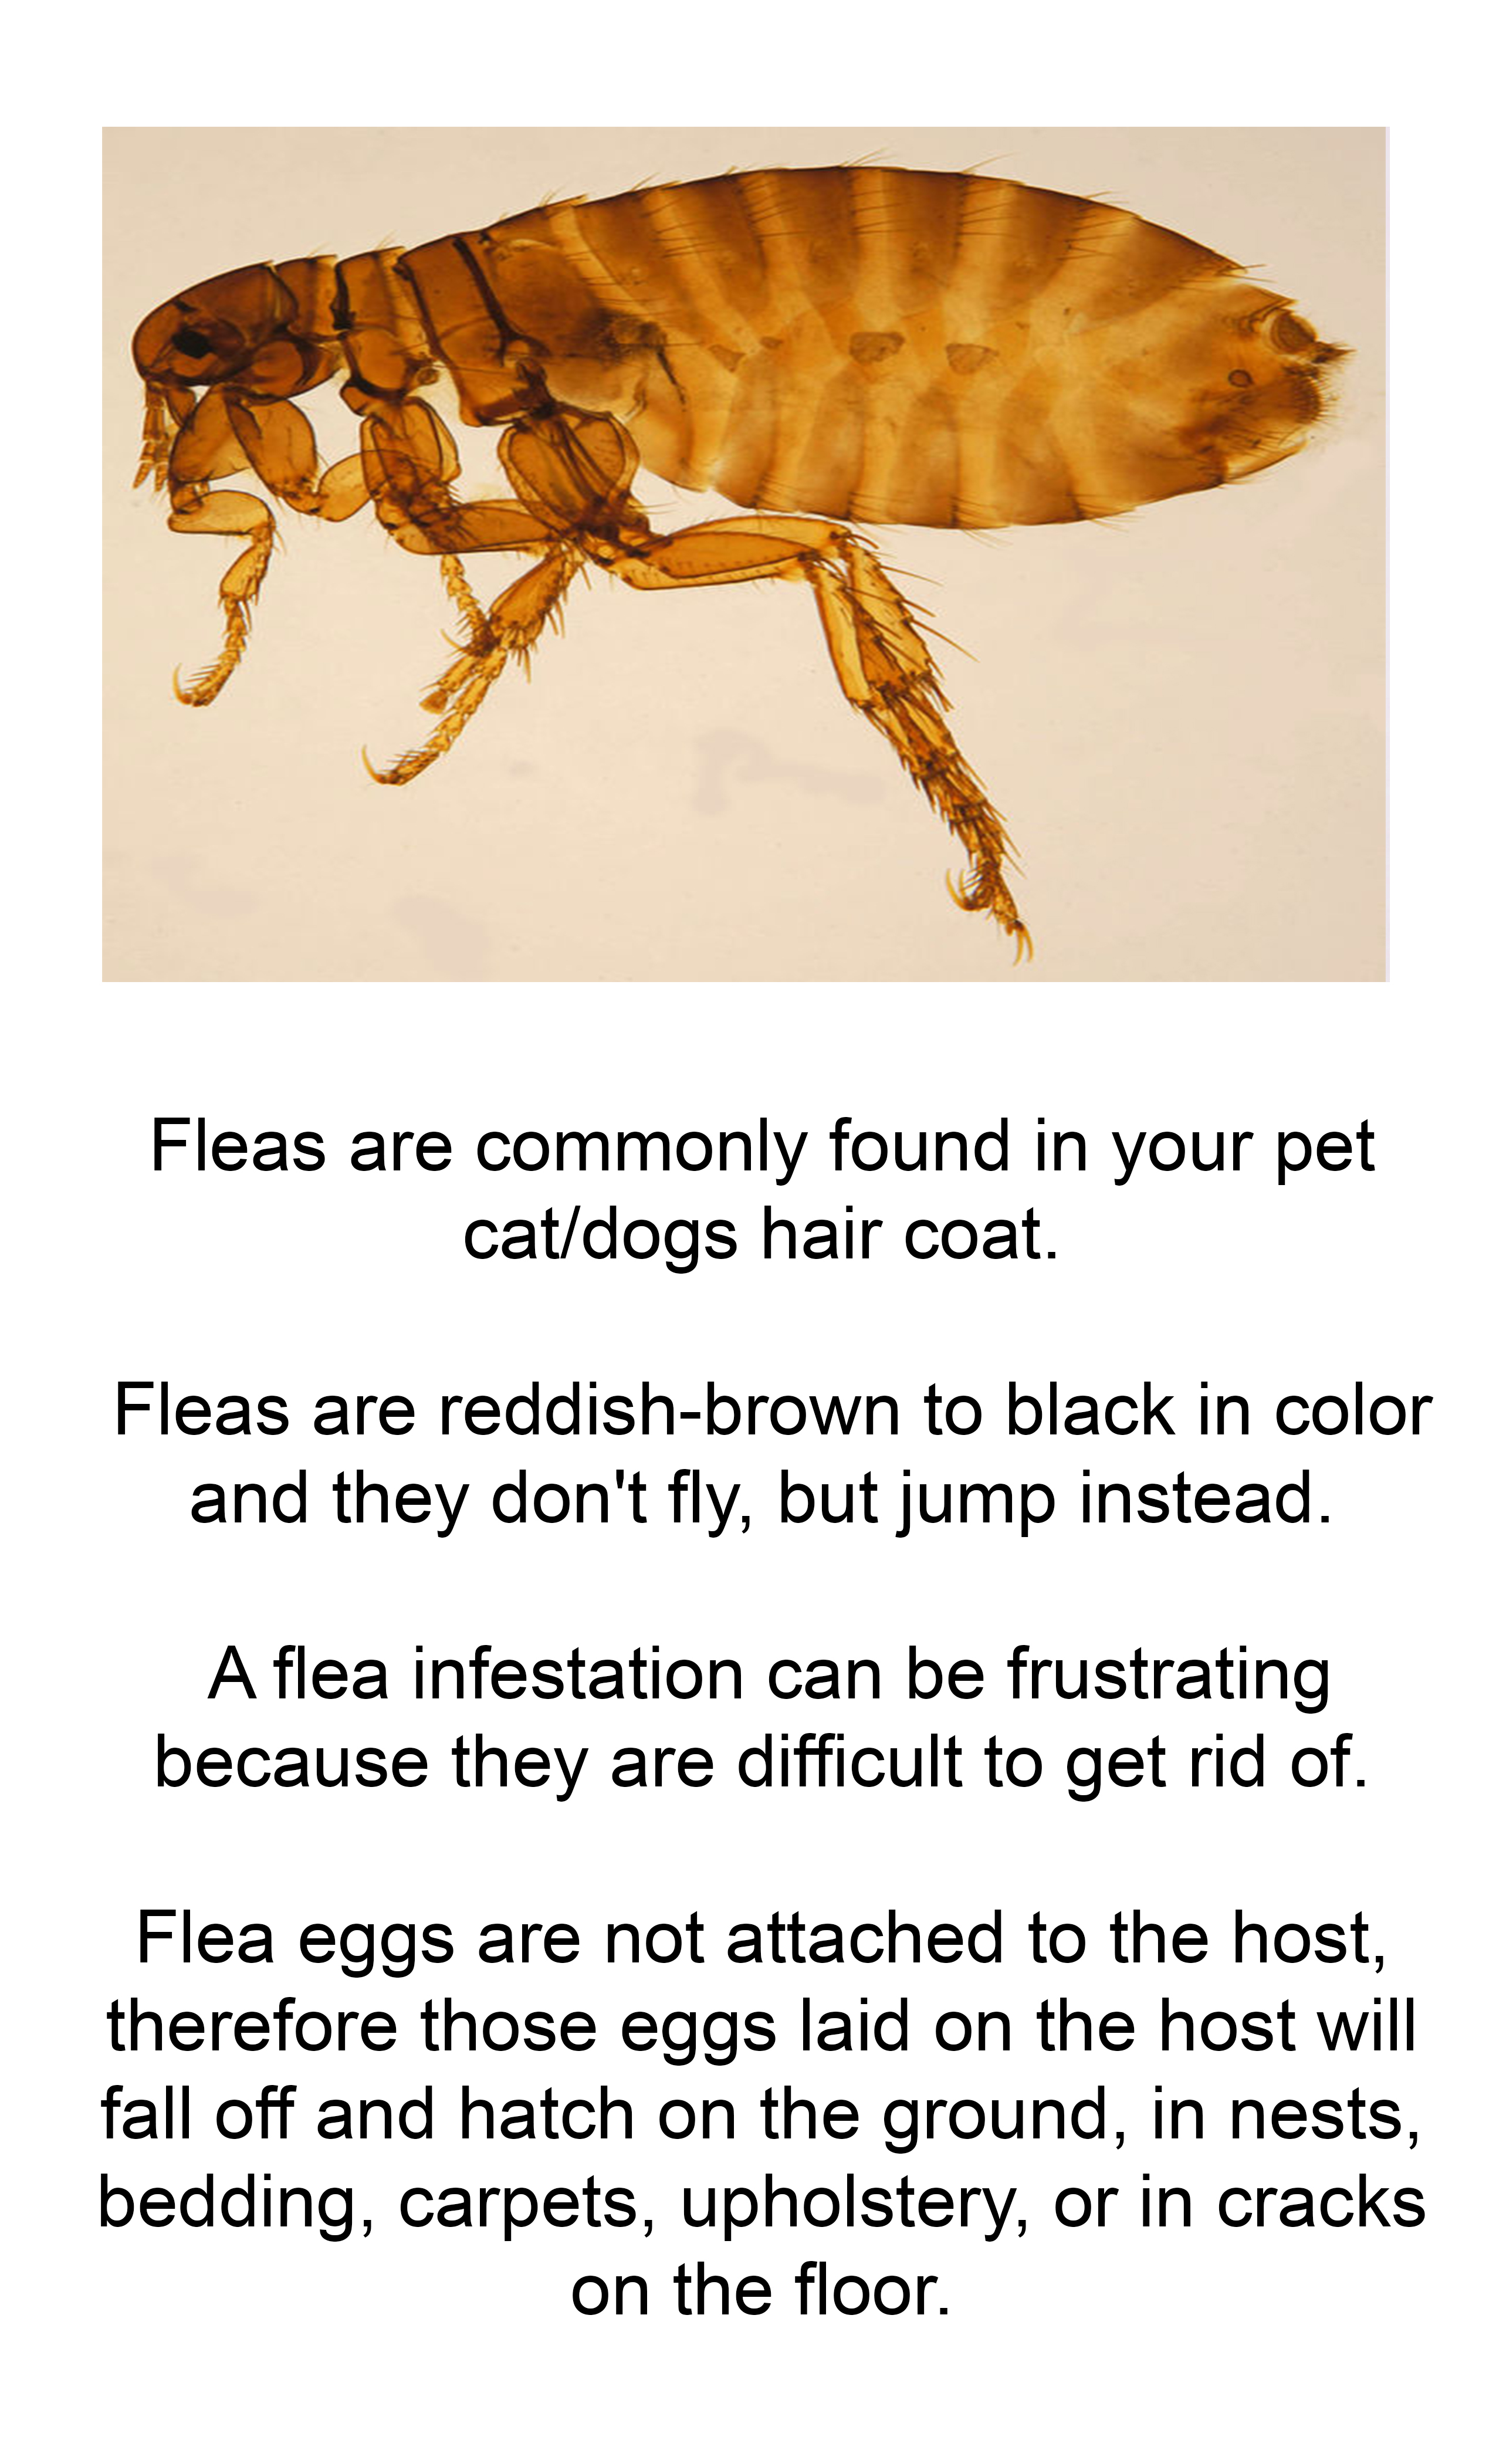 Fleas are commonly found in your pet
cat/dogs hair coat.
Fleas are reddish-brown to black in color
and they don't fly, but jump instead.
A flea infestation can be frustrating
because they are difficult to get rid of.
Flea eggs are not attached to the host,
therefore those eggs laid on the host will
fall off and hatch on the ground, in nests,
bedding, carpets, upholstery, or in cracks
on the floor.